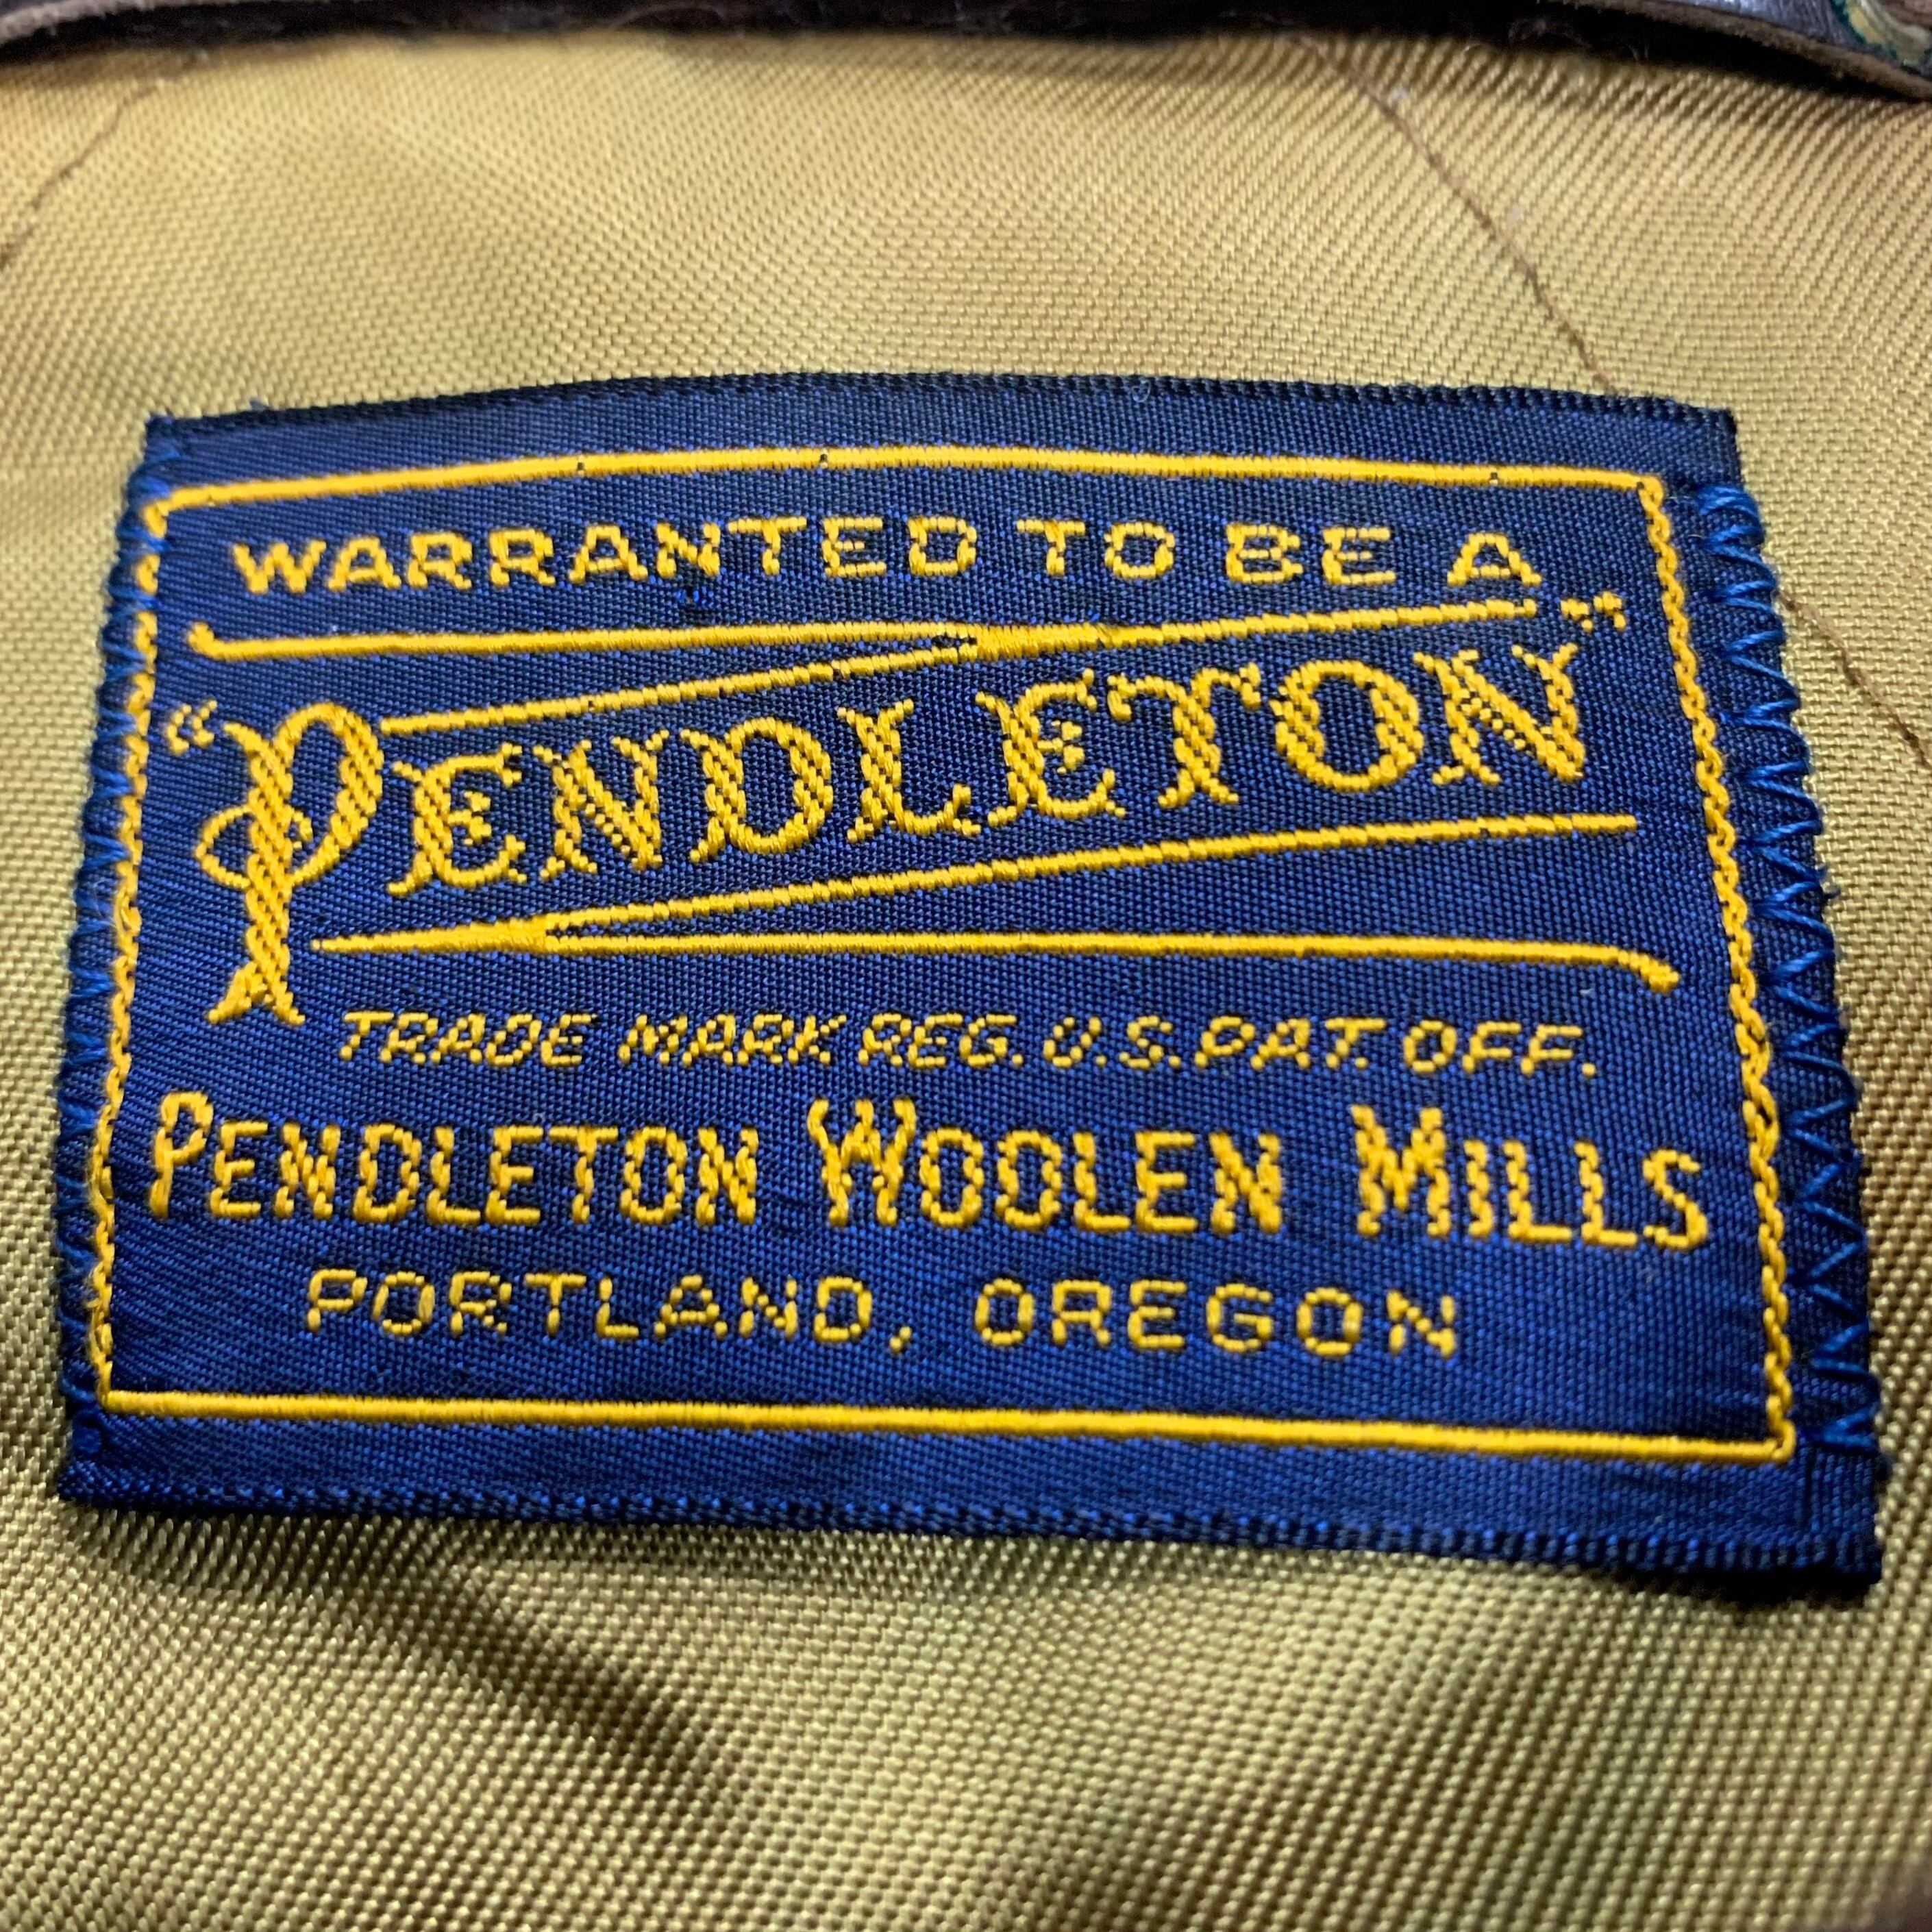 WARRANTED TO BE A
"PENDLETON"
TRADE MARK REG. U.S. PAT. OFF.
PENDLETON WOOLEN MILLS
PORTLAND, OREGON